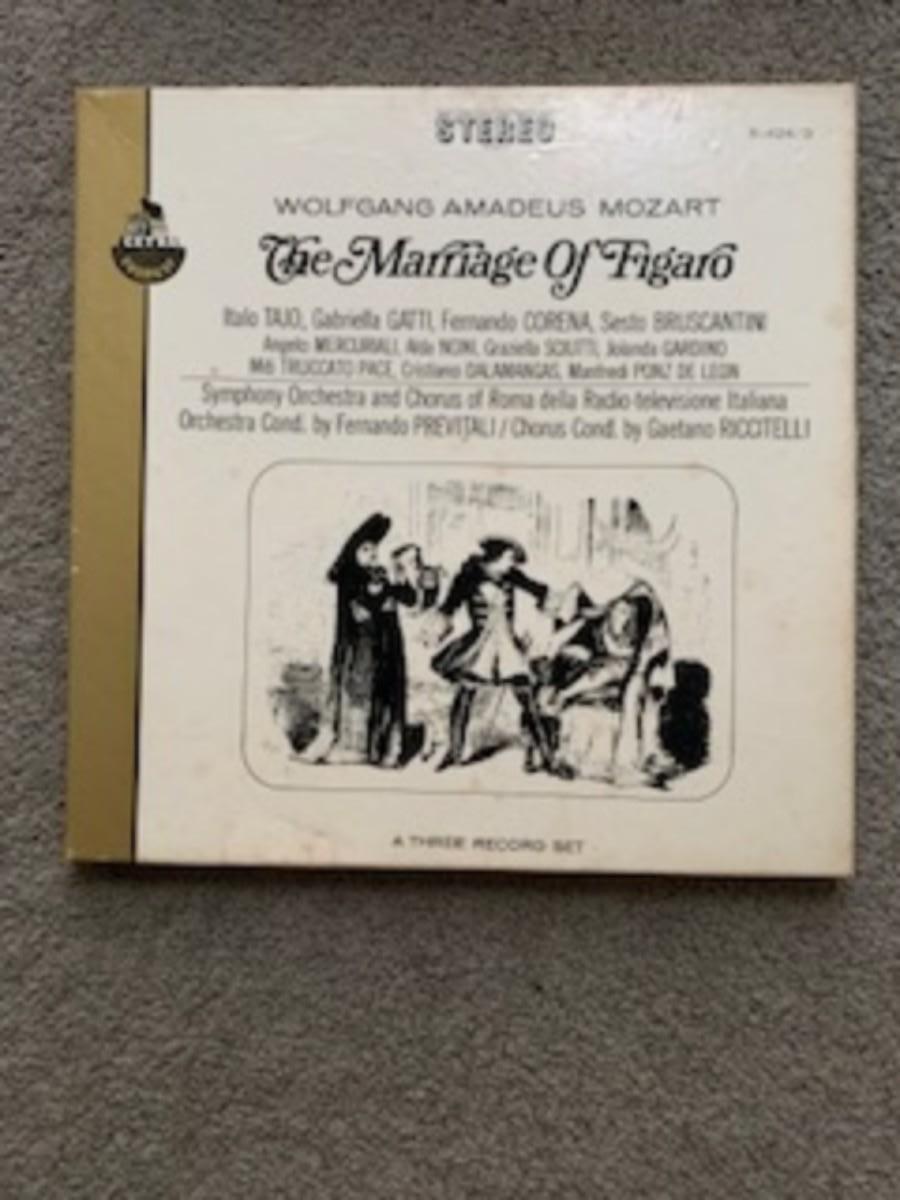 STEREO
WOLFGANG AMADEUS MOZART
The Marriage Of Figaro
Italo TAJO, Gabriella GATTI, Fernando CORENA, Sesto BRUSCANTINI
Angelo MERCURIALI, Alda NONI, Graziella SCIUTTI, Jolanda GARDINO
Miti TRUCCATO PACE, Cristiano DALAMANGAS, Manfredi PONZ DE LEON
Symphony Orchestra and Chorus of Roma della Radio-televisione Italiana
Orchestra Cond. by Fernando PREVITALI / Chorus Cond. by Gaetano RICCITELLI
A THREE RECORD SET